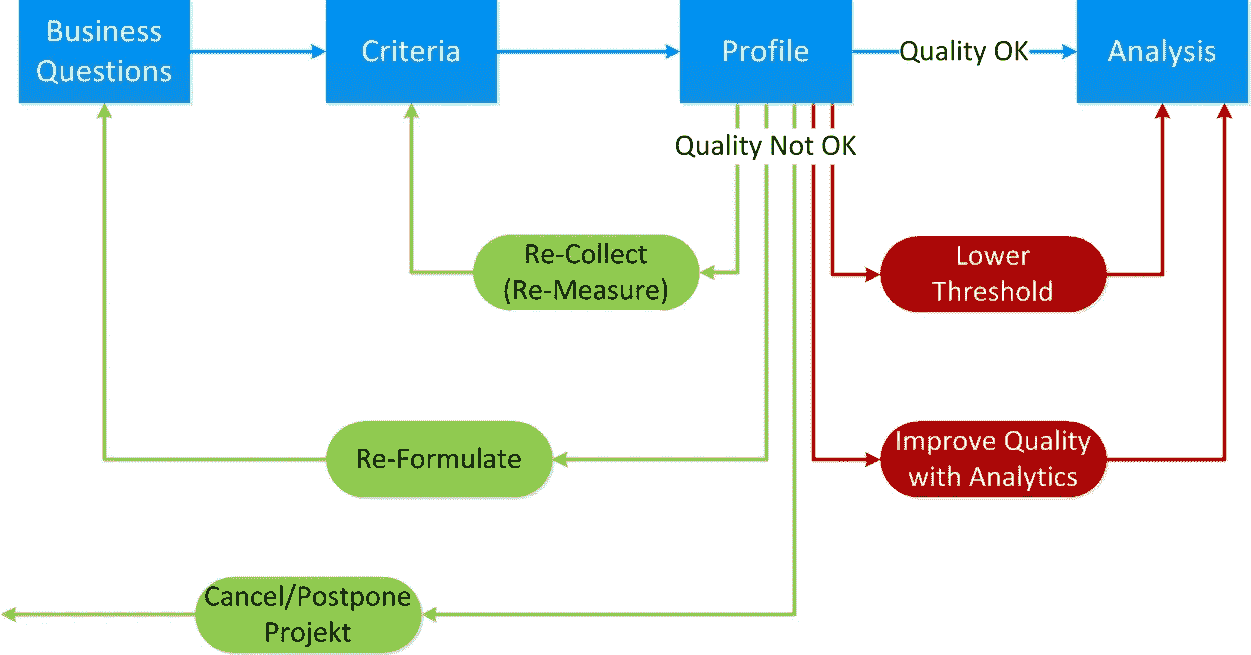 Business
Questions
Criteria
Profile
Quality OK
Analysis
Quality Not OK
Re-Collect
(Re-Measure)
Lower
Threshold
Re-Formulate
Improve Quality
with Analytics
Cancel/Postpone
Projekt